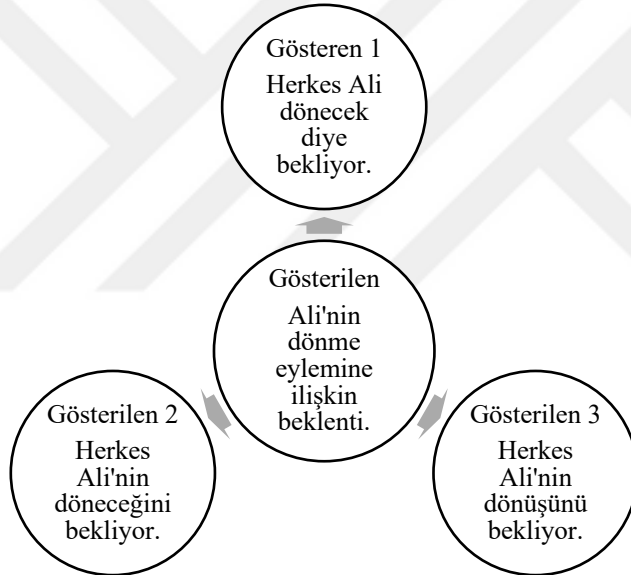 Gösteren 1
Herkes Ali
dönecek
diye
bekliyor.
Gösterilen
Ali'nin
dönme
eylemine
ilişkin
beklenti.
Gösterilen 2
Herkes
Ali'nin
döneceğini
bekliyor.
Gösterilen 3
Herkes
Ali'nin
dönüşünü
bekliyor.